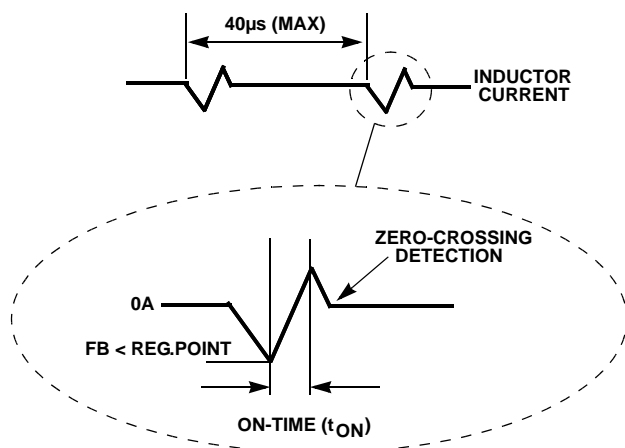 40µs (MAX)
INDUCTOR
CURRENT
ZERO-CROSSING
DETECTION
0A
FB < REG.POINT
ON-TIME (tON)